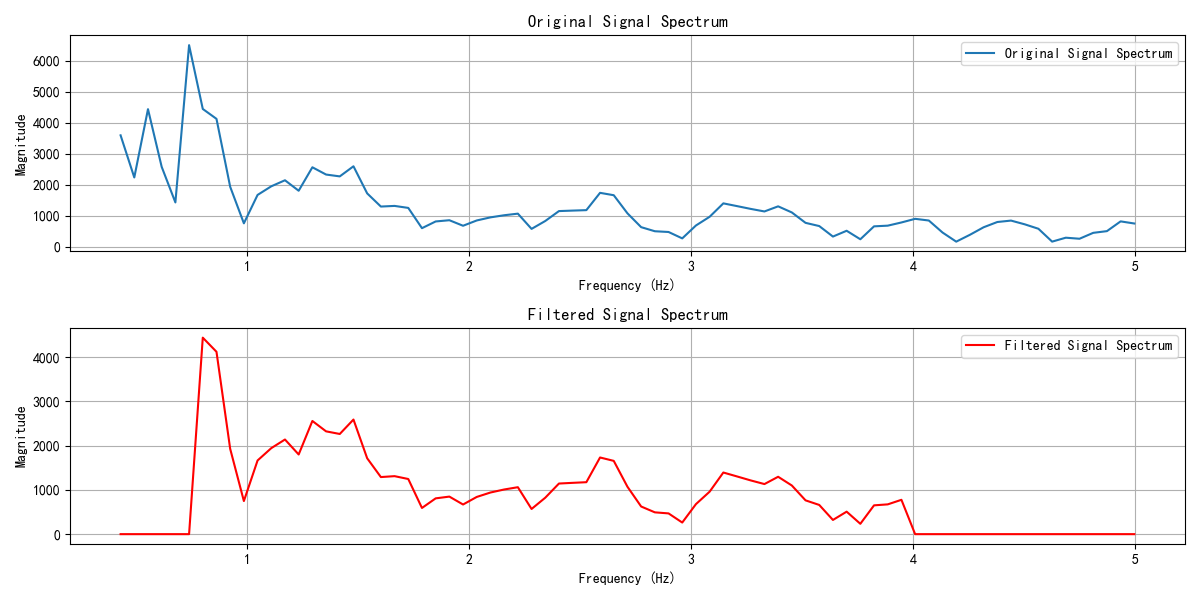 Original Signal Spectrum
Original Signal Spectrum
Magnitude
6000
5000
4000
3000
2000
1000
0
1 2 3 4 5
Frequency (Hz)
Filtered Signal Spectrum
Filtered Signal Spectrum
Magnitude
4000
3000
2000
1000
0
1 2 3 4 5
Frequency (Hz)